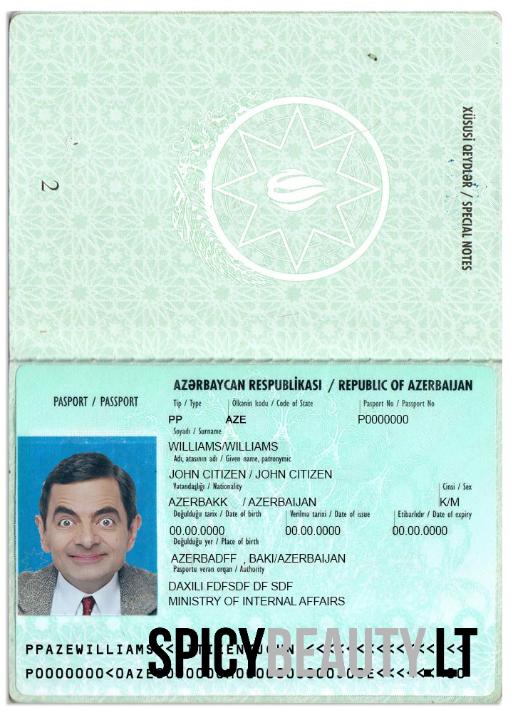 XÜSUSİ QEYDLƏR / SPECIAL NOTES
2
AZƏRBAYCAN RESPUBLİKASI / REPUBLIC OF AZERBAIJAN
PASPORT / PASSPORT
Tip / Type Ölkənin kodu / Code of State Pasport No / Passport No
PP AZE P0000000
Soyadı / Surname
WILLIAMS/WILLIAMS
Adı, atasının adı / Given name, patronymic
JOHN CITIZEN / JOHN CITIZEN
Vətəndaşlığı / Nationality Cinsi / Sex
AZERBAKK / AZERBAIJAN K/M
Doğulduğu tarix / Date of birth Verilmə tarixi / Date of issue Etibarlıdır / Date of expiry
00.00.0000 00.00.0000 00.00.0000
Doğulduğu yer / Place of birth
AZERBADFF , BAKI/AZERBAIJAN
Pasportu verən orqan / Authority
DAXILI FDFSDF DF SDF
MINISTRY OF INTERNAL AFFAIRS
PPAZEWILLIAMS
P0000000<0AZE
SPICYBEAUTY.LT